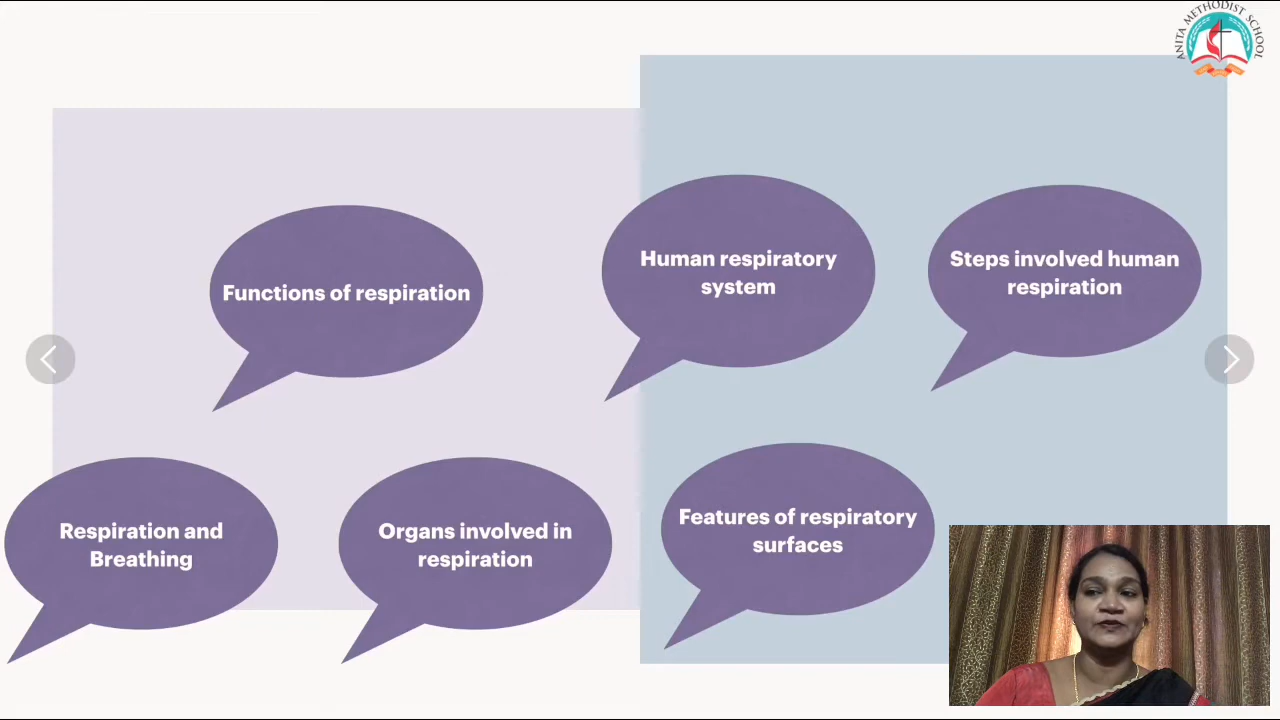 ANITA METHODIST SCHOOL
Functions of respiration
Human respiratory
system
Steps involved human
respiration
Respiration and
Breathing
Organs involved in
respiration
Features of respiratory
surfaces